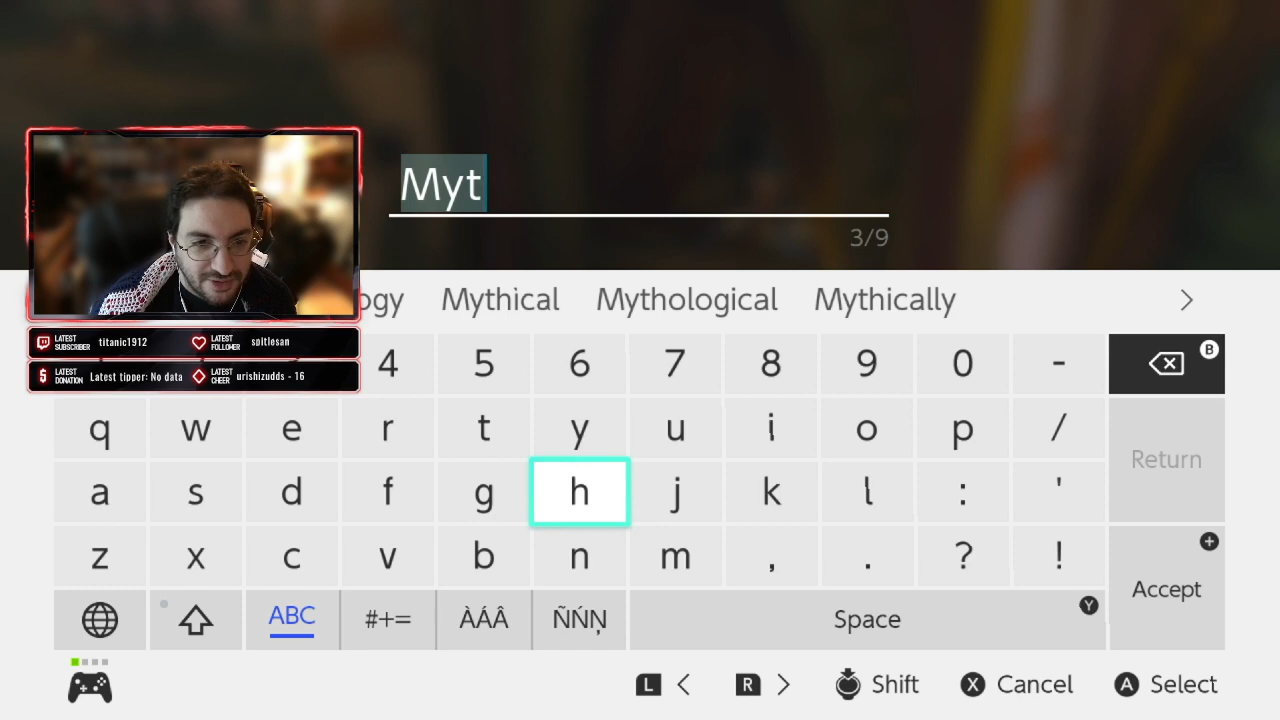 Myt
3/9
ogy Mythical Mythological Mythically
LATEST SUBSCRIBER titanic1912 LATEST FOLLOWER spitlesan
LATEST DONATION Latest tipper: No data LATEST CHEER urishizudds - 16
4 5 6 7 8 9 0 - B
q w e r t y u i o p /
Return
a s d f g h j k l : '
z x c v b n m , . ? !
Accept
ABC #+= ÀÁÂ ÑŃŅ Space Y
L R Shift X Cancel A Select